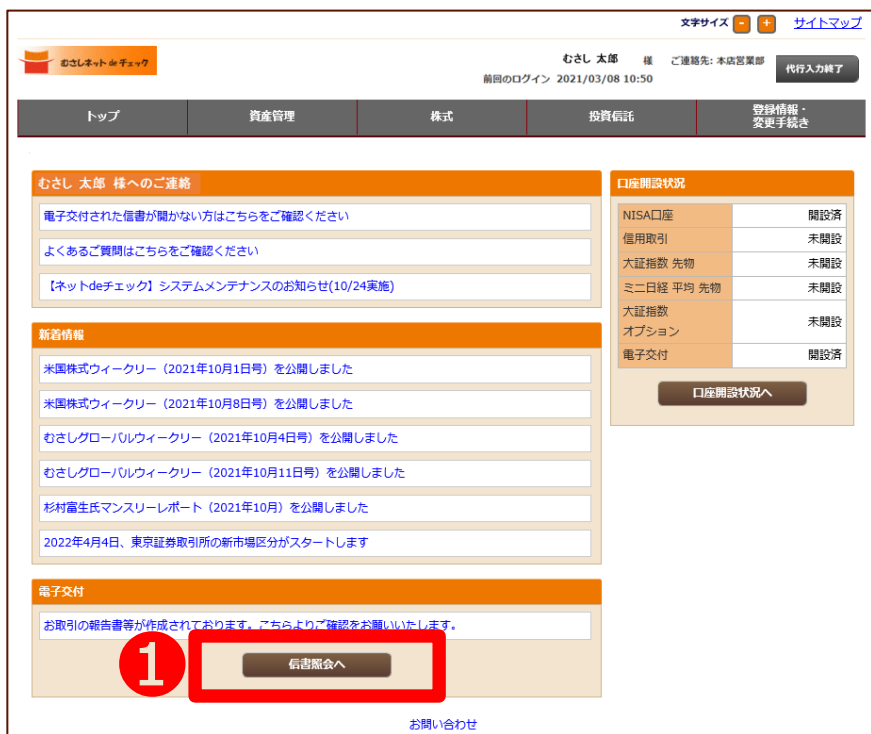 文字サイズ - + サイトマップ
むさしネット de チェック
むさし 太郎 様 ご連絡先: 本店営業部
代行入力終了
前回のログイン 2021/03/08 10:50
トップ 資産管理 株式 投資信託 登録情報・
変更手続き
むさし 太郎 様へのご連絡
電子交付された信書が開かない方はこちらをご確認ください
よくあるご質問はこちらをご確認ください
【ネットdeチェック】システムメンテナンスのお知らせ(10/24実施)
新着情報
米国株式ウィークリー（2021年10月1日号）を公開しました
米国株式ウィークリー（2021年10月8日号）を公開しました
むさしグローバルウィークリー（2021年10月4日号）を公開しました
むさしグローバルウィークリー（2021年10月11日号）を公開しました
杉村富生氏マンスリーレポート（2021年10月）を公開しました
2022年4月4日、東京証券取引所の新市場区分がスタートします
電子交付
お取引の報告書等が作成されております。こちらよりご確認をお願いいたします。
1
信書照会へ
お問い合わせ
口座開設状況
NISA口座 開設済
信用取引 未開設
大証指数 先物 未開設
ミニ日経 平均 先物 未開設
大証指数
オプション 未開設
電子交付 開設済
口座開設状況へ